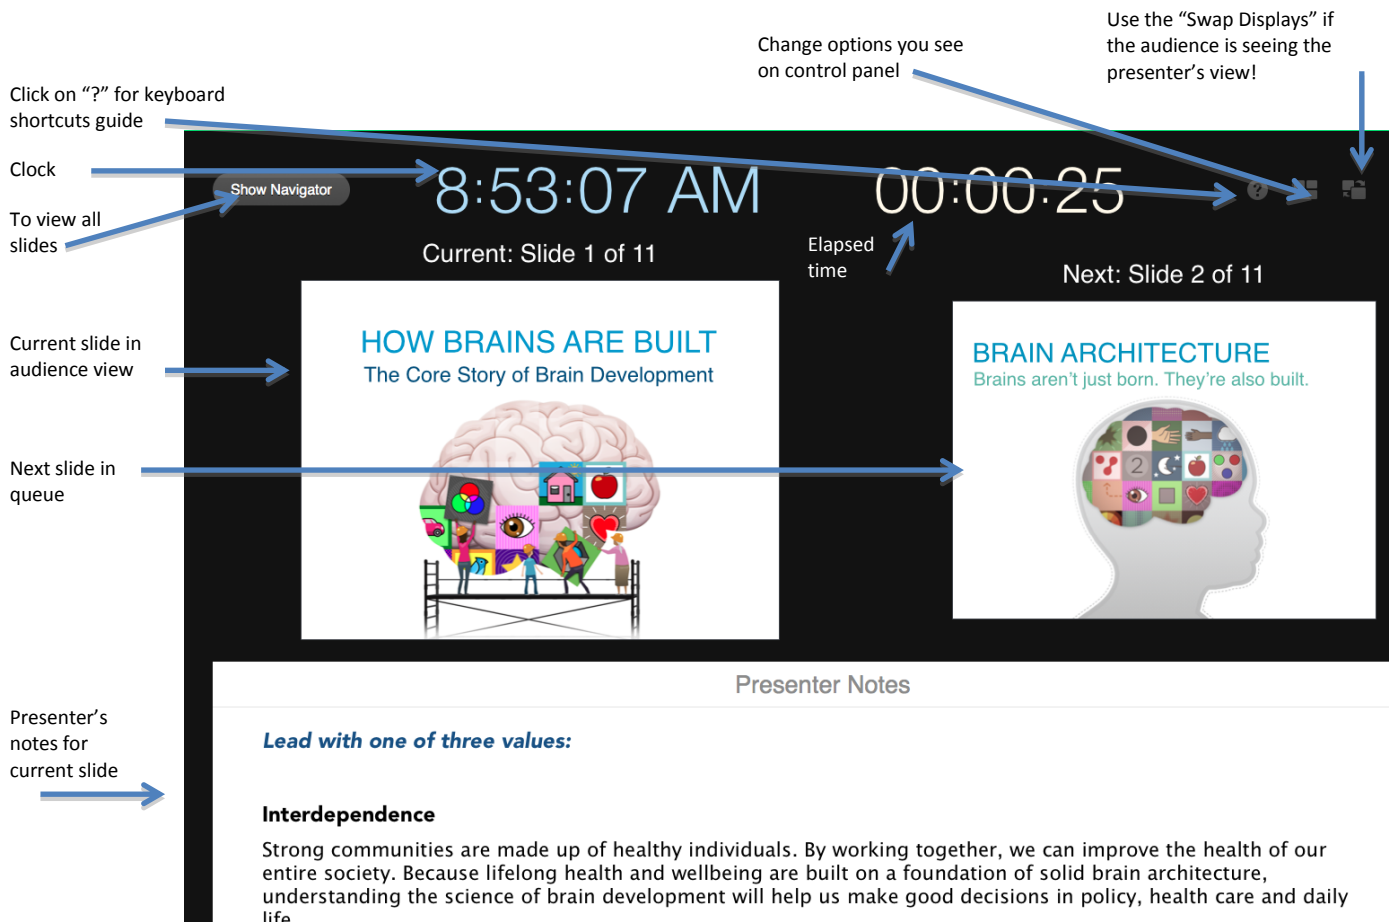 Use the “Swap Displays” if
the audience is seeing the
presenter’s view!
Change options you see
on control panel
Click on “?” for keyboard
shortcuts guide
Clock
To view all
slides
Show Navigator
8:53:07 AM
00:00:25
?
Elapsed
time
Current: Slide 1 of 11
Next: Slide 2 of 11
Current slide in
audience view
HOW BRAINS ARE BUILT
The Core Story of Brain Development
BRAIN ARCHITECTURE
Brains aren’t just born. They’re also built.
2
Next slide in
queue
Presenter Notes
Presenter’s
notes for
current slide
Lead with one of three values:
Interdependence
Strong communities are made up of healthy individuals. By working together, we can improve the health of our
entire society. Because lifelong health and wellbeing are built on a foundation of solid brain architecture,
understanding the science of brain development will help us make good decisions in policy, health care and daily
life